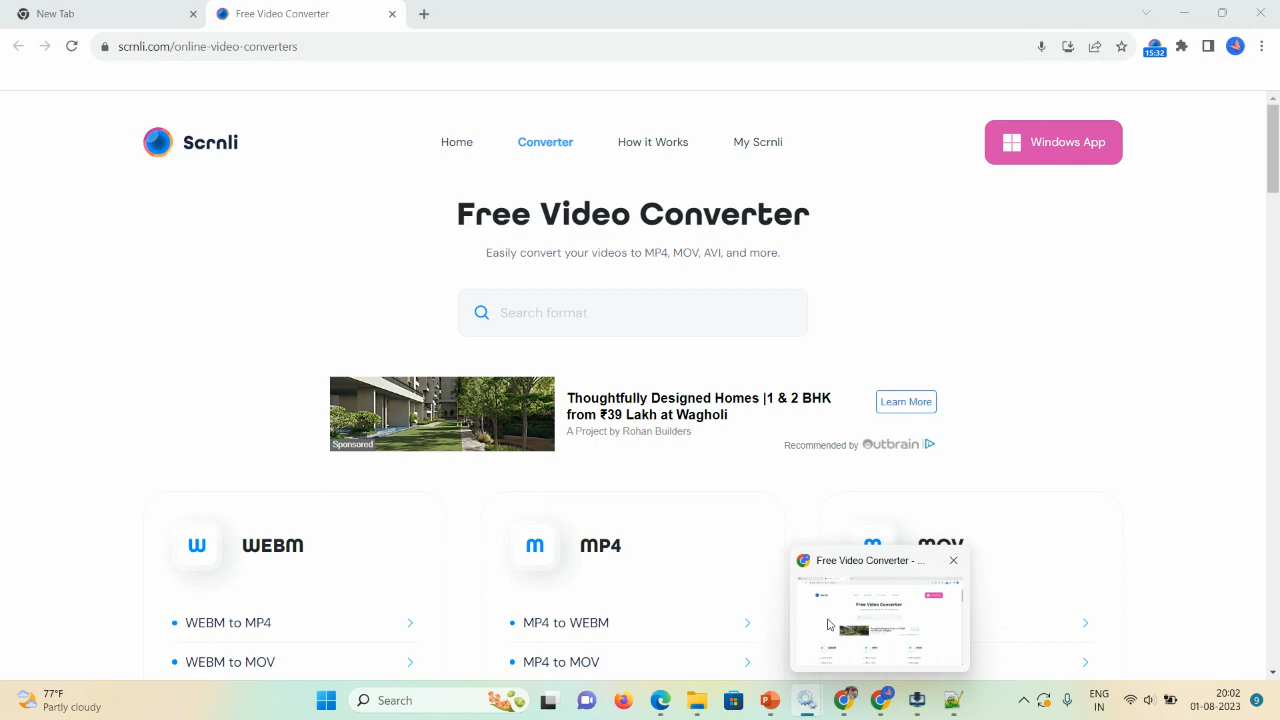 New Tab
Free Video Converter
scrnli.com/online-video-converters
15:32
Scrnli
Home
Converter
How it Works
My Scrnli
Windows App
Free Video Converter
Easily convert your videos to MP4, MOV, AVI, and more.
Search format
Thoughtfully Designed Homes |1 & 2 BHK
from ₹39 Lakh at Wagholi
A Project by Rohan Builders
Learn More
Sponsored
Recommended by Outbrain
W WEBM
M MP4
M MOV
Free Video Converter - ...
WEBM to MP4
MP4 to WEBM
WEBM to MOV
MP4 to MOV
77°F
Partly cloudy
Search
ENG
IN
20:02
01-08-2023
9